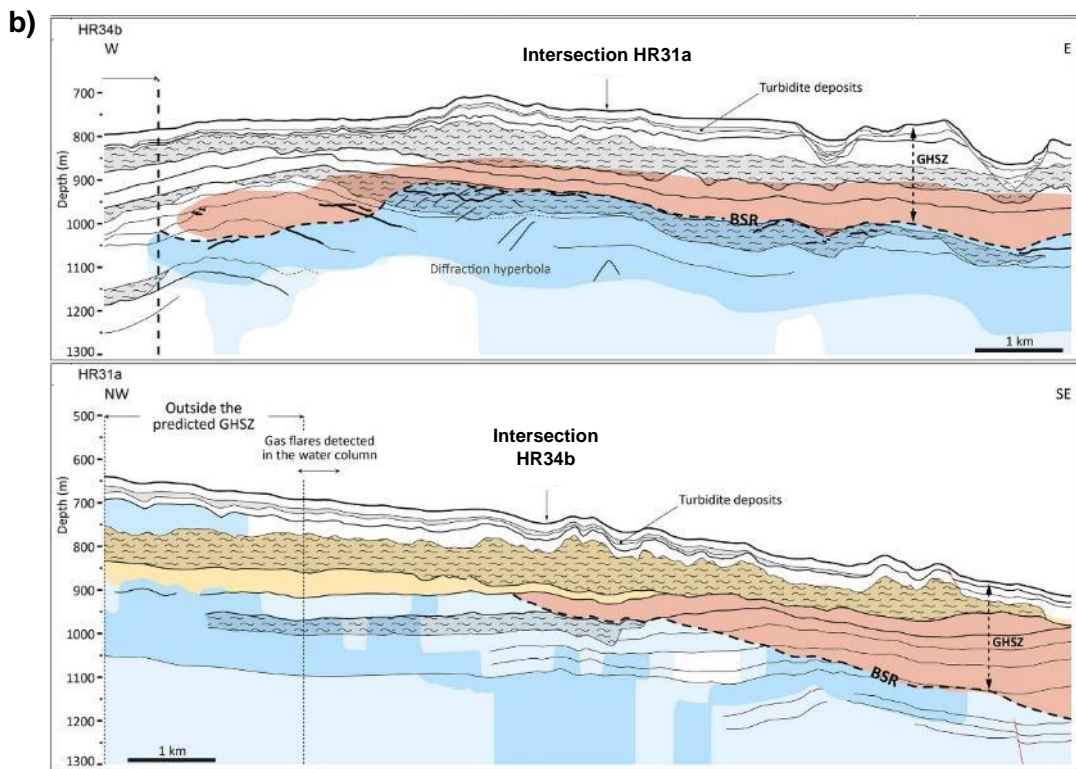 b)
HR34b
W
E
Intersection HR31a
Turbidite deposits
700
800
900
1000
1100
1200
1300
Depth (m)
GHSZ
BSR
Diffraction hyperbola
1 km
HR31a
NW
SE
Outside the
predicted GHSZ
Gas flares detected
in the water column
Intersection
HR34b
Turbidite deposits
500
600
700
800
900
1000
1100
1200
1300
Depth (m)
GHSZ
BSR
1 km